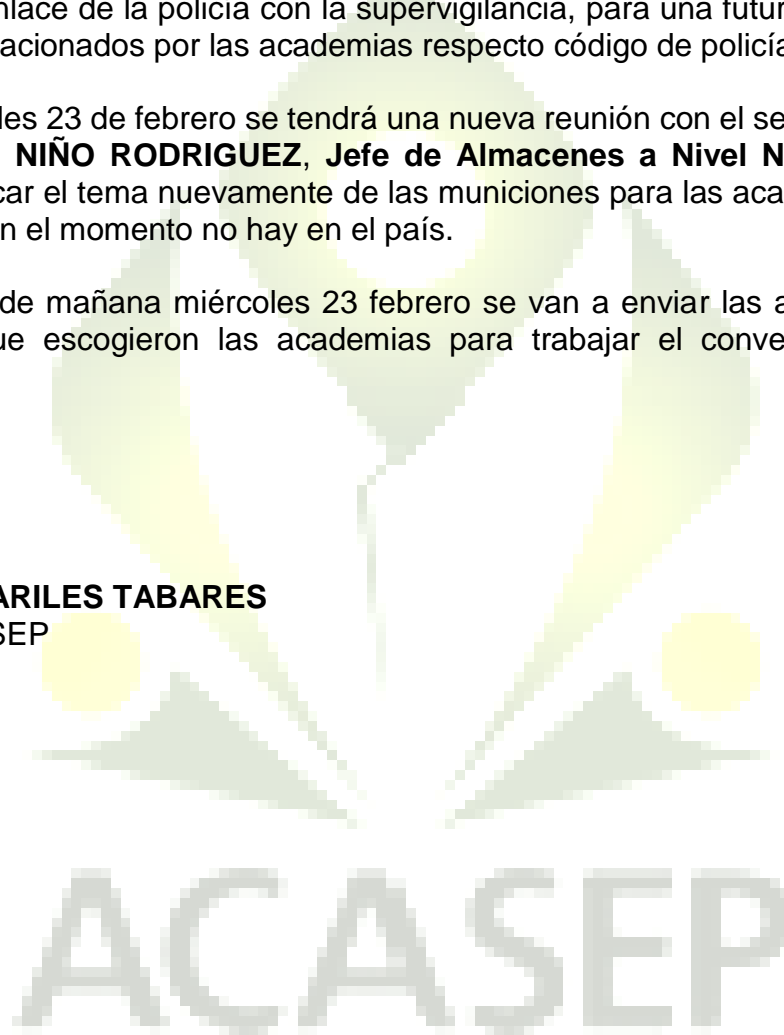 nlace de la policía con la supervigilancia, para una futur
acionados por las academias respecto código de policía
les 23 de febrero se tendrá una nueva reunión con el se
NIÑO RODRIGUEZ, Jefe de Almacenes a Nivel N
car el tema nuevamente de las municiones para las aca
n el momento no hay en el país.
de mañana miércoles 23 febrero se van a enviar las a
ue escogieron las academias para trabajar el conve
ARILES TABARES
SEP
ACASEP